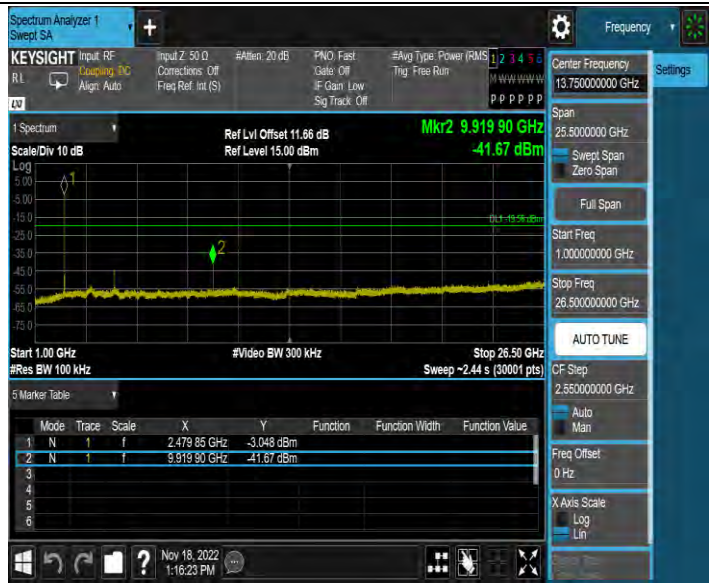 Spectrum Analyzer 1
Swept SA
+
Frequency
KEYSIGHT
RL
LXI
Input: RF
Coupling: DC
Align: Auto
Input Z: 50 Ω
Corrections: Off
Freq Ref: Int (S)
#Atten: 20 dB
PNO: Fast
Gate: Off
IF Gain: Low
Sig Track: Off
#Avg Type: Power (RMS
Trig: Free Run
1 2 3 4 5 6
M W W W W W
P P P P P P
Center Frequency
13.750000000 GHz
Settings
Span
25.5000000 GHz
Swept Span
Zero Span
Full Span
Start Freq
1.000000000 GHz
Stop Freq
26.500000000 GHz
AUTO TUNE
CF Step
2.550000000 GHz
Auto
Man
Freq Offset
0 Hz
X Axis Scale
Log
Lin
1 Spectrum
Scale/Div 10 dB
Ref Lvl Offset 11.66 dB
Ref Level 15.00 dBm
Mkr2 9.919 90 GHz
-41.67 dBm
Log
5.00
-5.00
-15.0
-25.0
-35.0
-45.0
-55.0
-65.0
-75.0
1
2
Start 1.00 GHz
#Res BW 100 kHz
#Video BW 300 kHz
Stop 26.50 GHz
Sweep ~2.44 s (30001 pts)
5 Marker Table
Mode Trace Scale X Y Function Function Width Function Value
1 N 1 f 2.479 85 GHz -3.048 dBm
2 N 1 f 9.919 90 GHz -41.67 dBm
3
4
5
6
?
Nov 18, 2022
1:16:23 PM